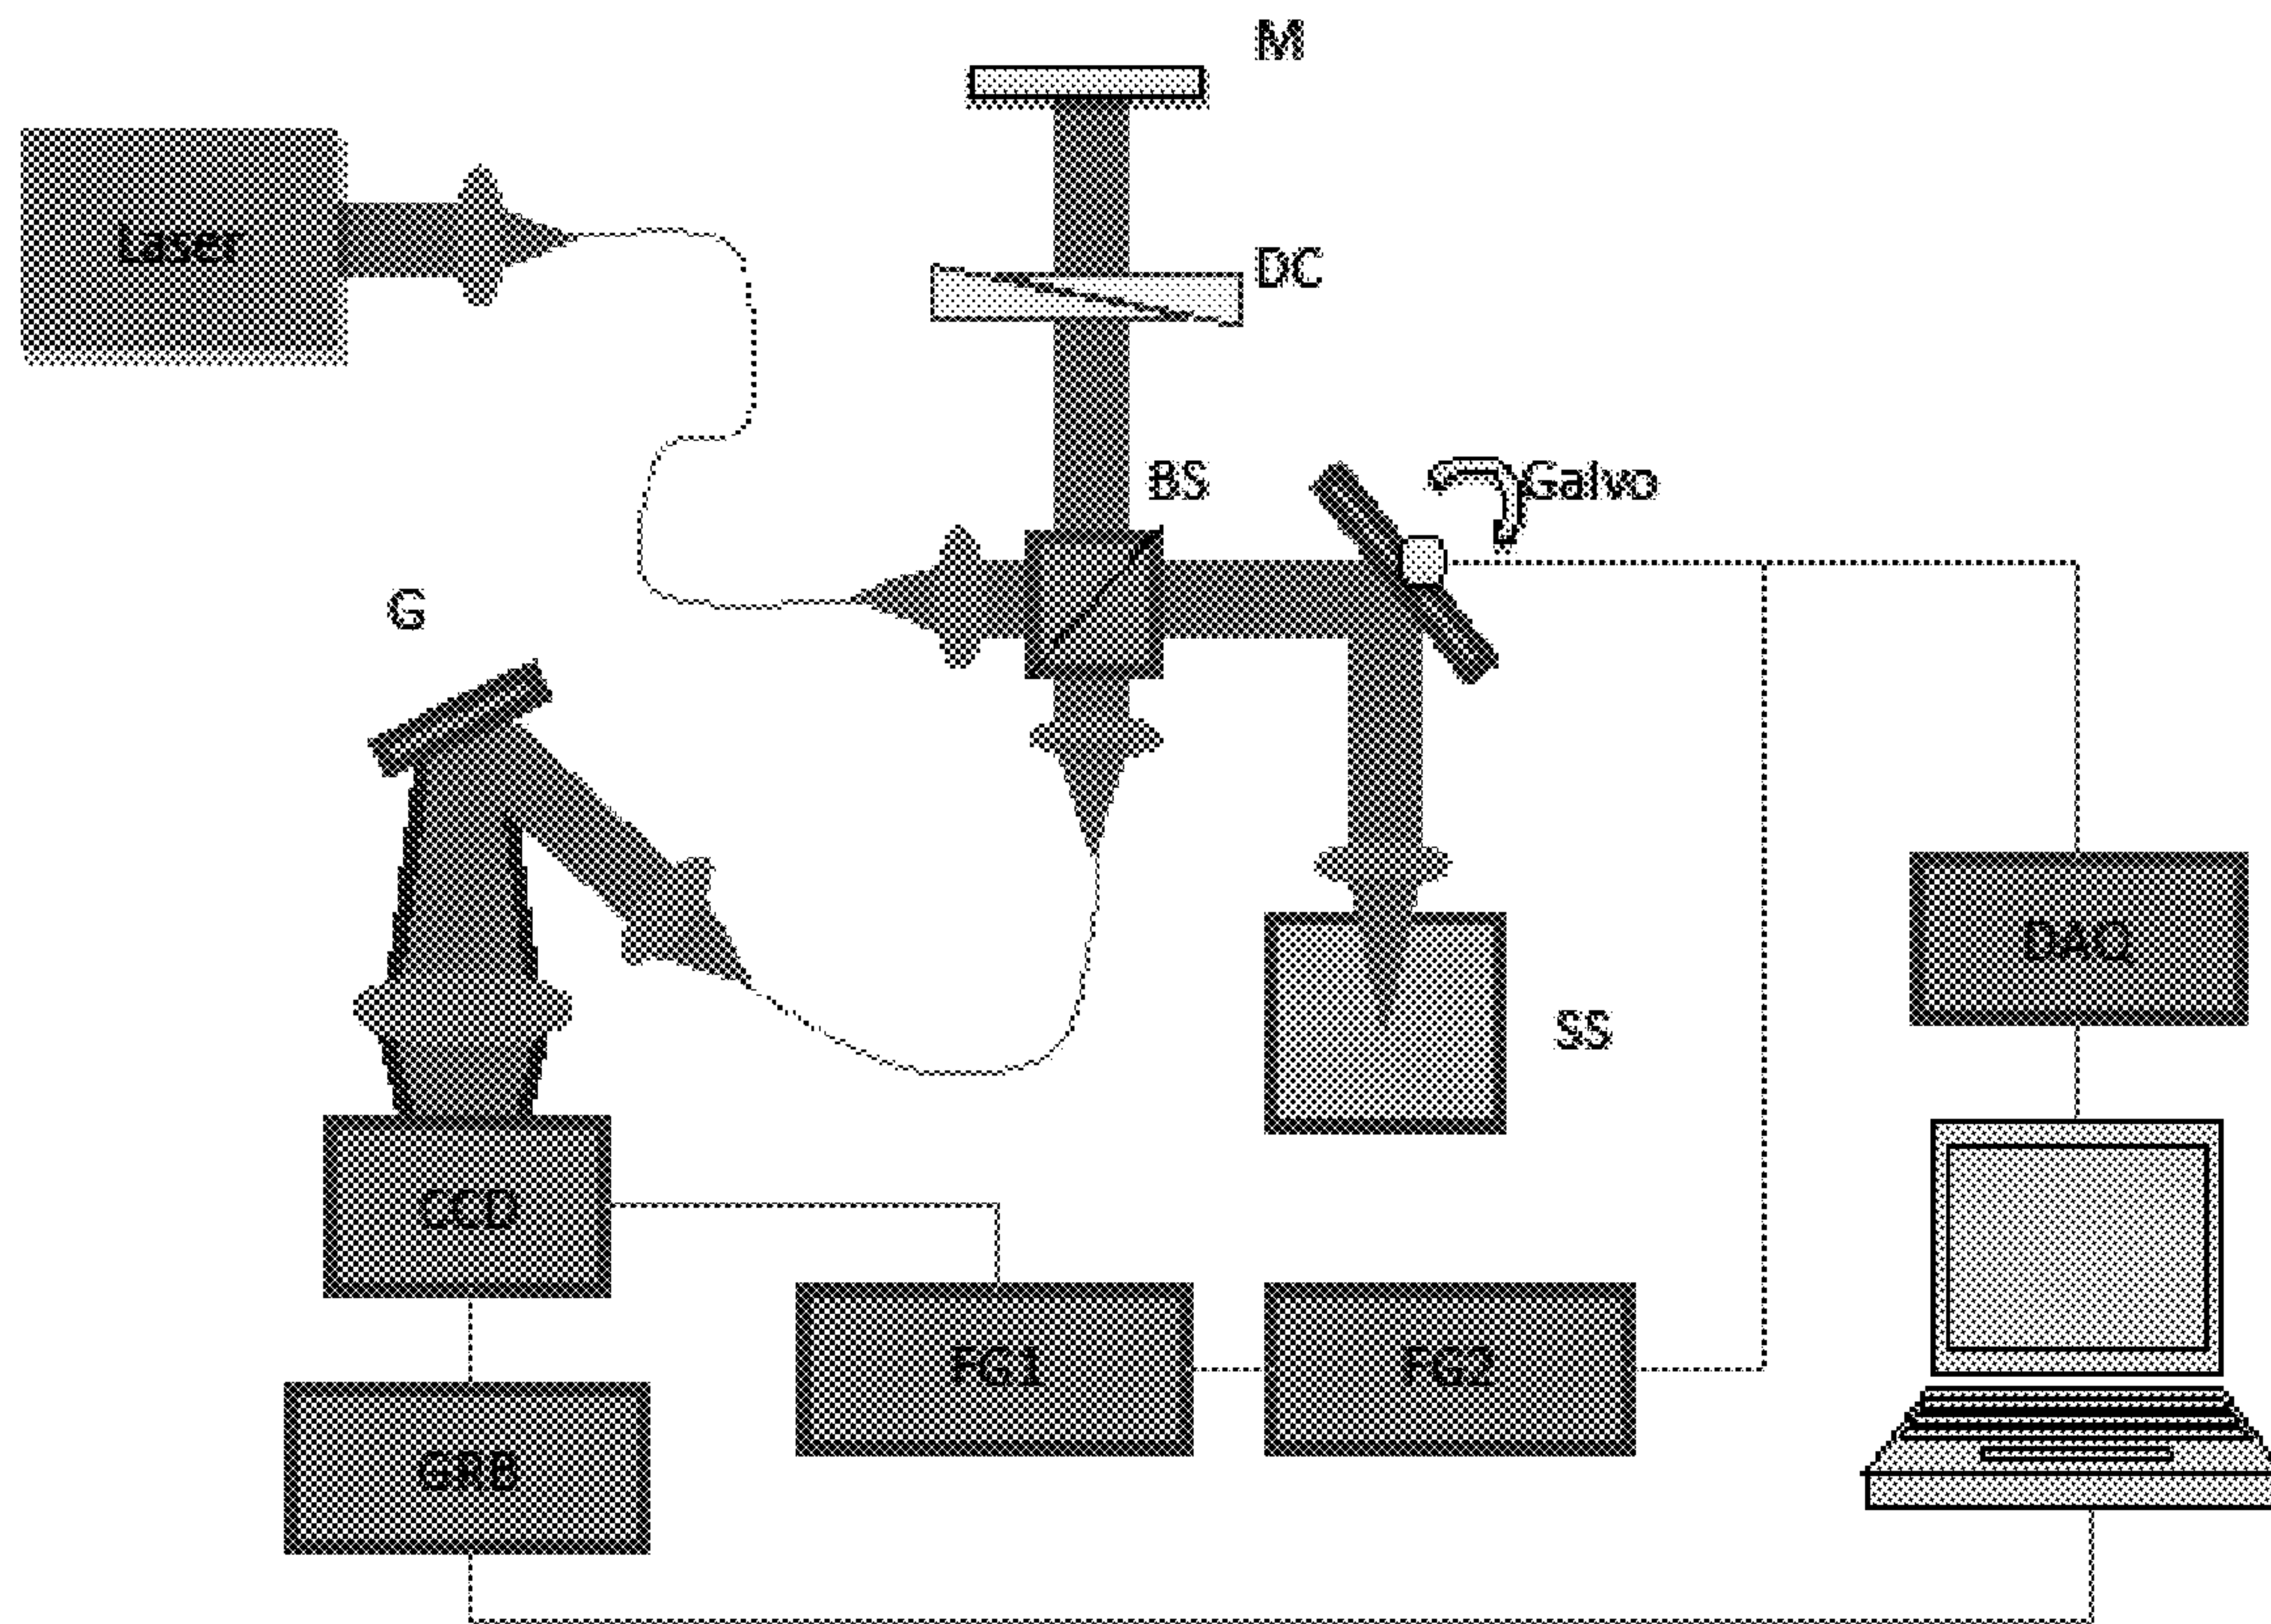 M
Laser
DC
BS
Galvo
G
DAQ
SS
CCD
FG1
FG2
GRB